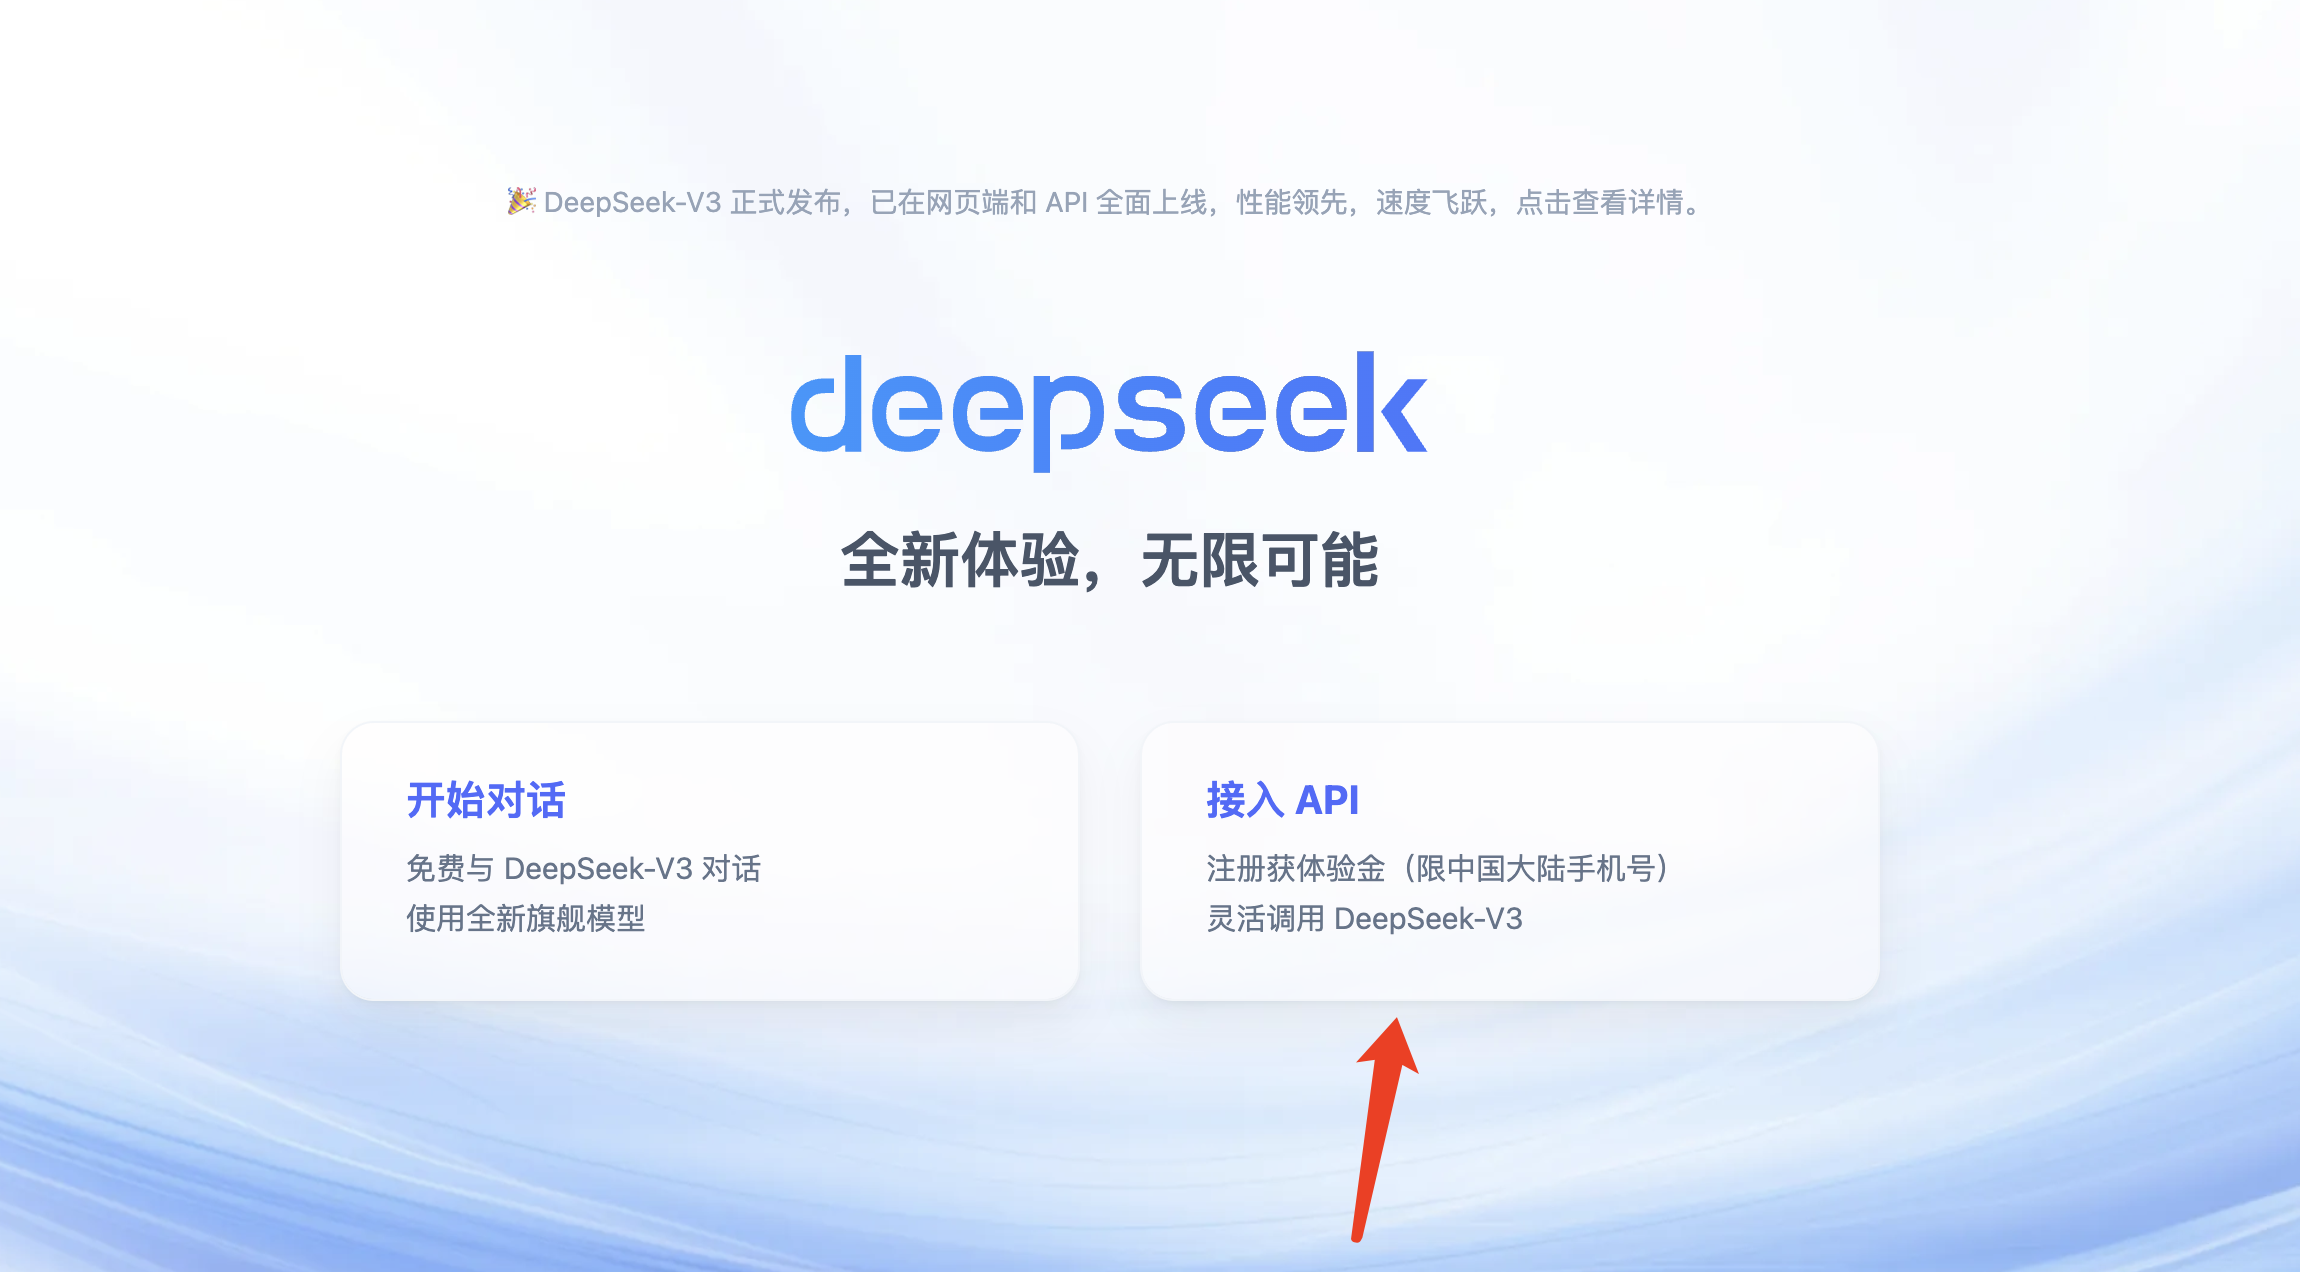 🎉 DeepSeek-V3 正式发布，已在网页端和 API 全面上线，性能领先，速度飞跃，点击查看详情。
deepseek
全新体验，无限可能
开始对话
免费与 DeepSeek-V3 对话
使用全新旗舰模型
接入 API
注册获体验金（限中国大陆手机号）
灵活调用 DeepSeek-V3